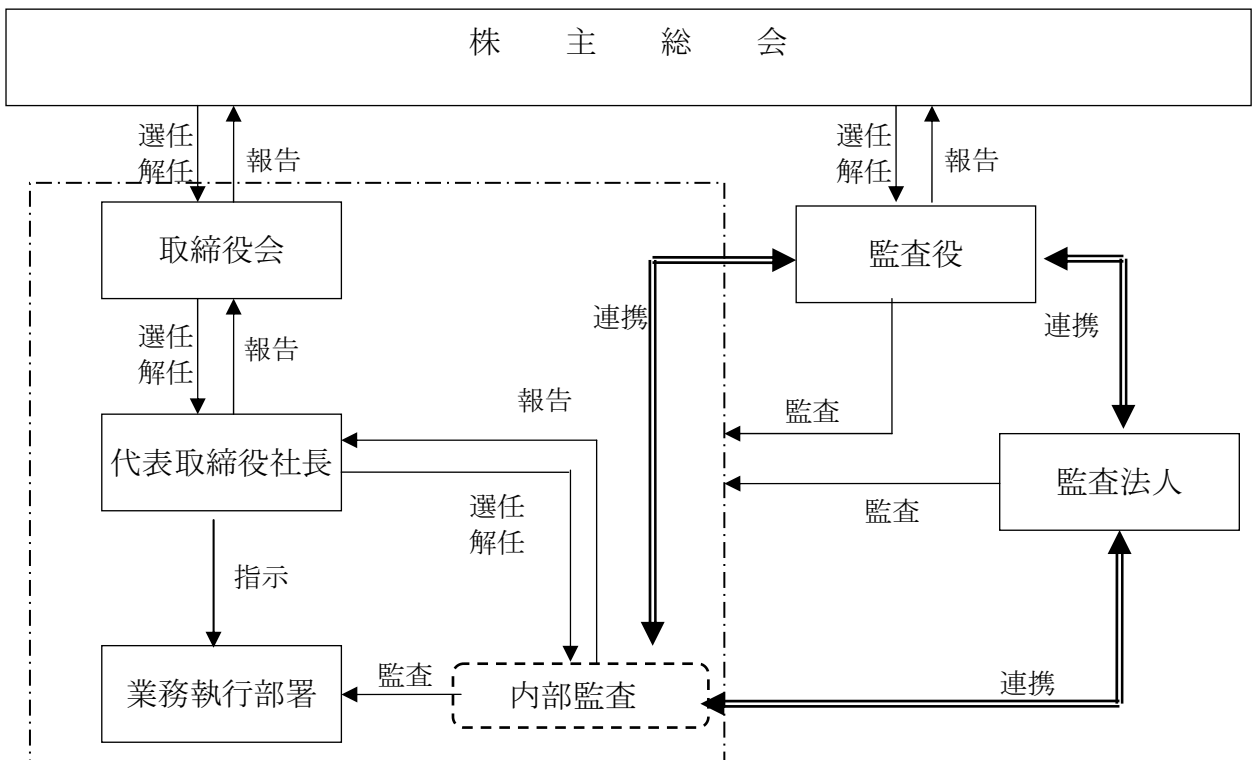 株 主 総 会
選任
解任
報告
選任
解任
報告
取締役会
監査役
選任
解任
報告
連携
連携
報告
監査
代表取締役社長
選任
解任
監査
監査法人
指示
業務執行部署
監査
内部監査
連携